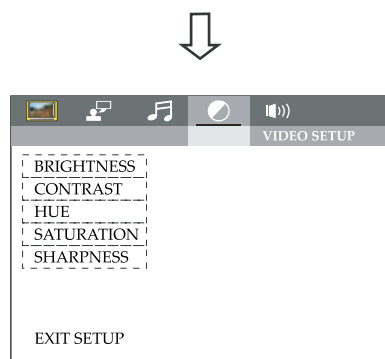 VIDEO SETUP
BRIGHTNESS
CONTRAST
HUE
SATURATION
SHARPNESS
EXIT SETUP